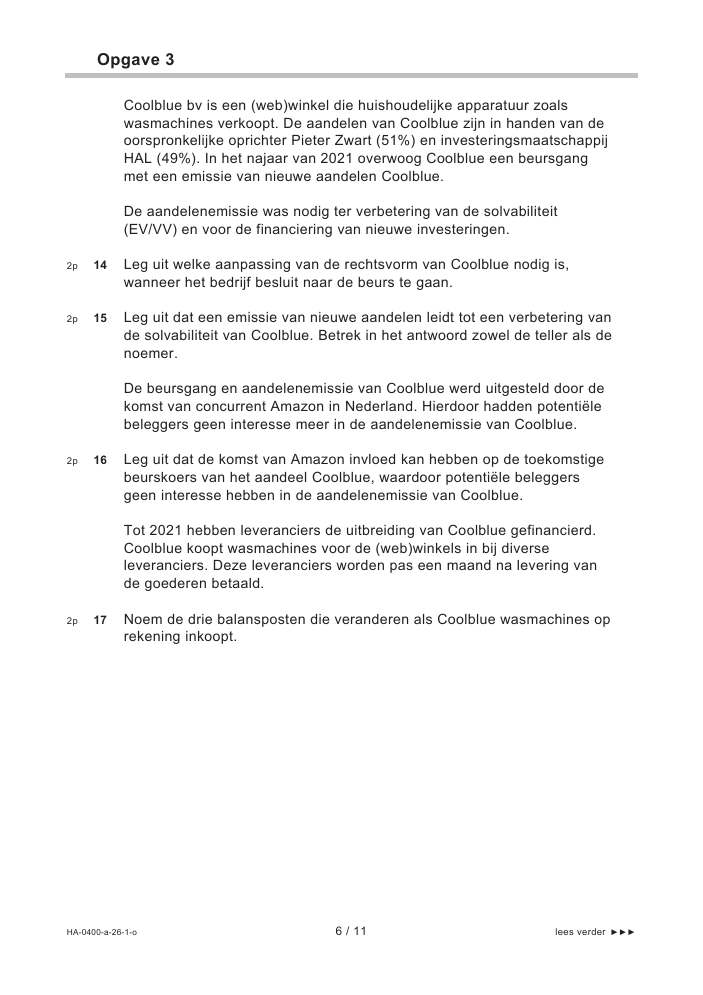 Opgave 3
Coolblue bv is een (web)winkel die huishoudelijke apparatuur zoals
wasmachines verkoopt. De aandelen van Coolblue zijn in handen van de
oorspronkelijke oprichter Pieter Zwart (51%) en investeringsmaatschappij
HAL (49%). In het najaar van 2021 overwoog Coolblue een beursgang
met een emissie van nieuwe aandelen Coolblue.
De aandelenemissie was nodig ter verbetering van de solvabiliteit
(EV/VV) en voor de financiering van nieuwe investeringen.
2p 14 Leg uit welke aanpassing van de rechtsvorm van Coolblue nodig is,
wanneer het bedrijf besluit naar de beurs te gaan.
2p 15 Leg uit dat een emissie van nieuwe aandelen leidt tot een verbetering van
de solvabiliteit van Coolblue. Betrek in het antwoord zowel de teller als de
noemer.
De beursgang en aandelenemissie van Coolblue werd uitgesteld door de
komst van concurrent Amazon in Nederland. Hierdoor hadden potentiële
beleggers geen interesse meer in de aandelenemissie van Coolblue.
2p 16 Leg uit dat de komst van Amazon invloed kan hebben op de toekomstige
beurskoers van het aandeel Coolblue, waardoor potentiële beleggers
geen interesse hebben in de aandelenemissie van Coolblue.
Tot 2021 hebben leveranciers de uitbreiding van Coolblue gefinancierd.
Coolblue koopt wasmachines voor de (web)winkels in bij diverse
leveranciers. Deze leveranciers worden pas een maand na levering van
de goederen betaald.
2p 17 Noem de drie balansposten die veranderen als Coolblue wasmachines op
rekening inkoopt.
HA-0400-a-26-1-o 6 / 11 lees verder ►►►